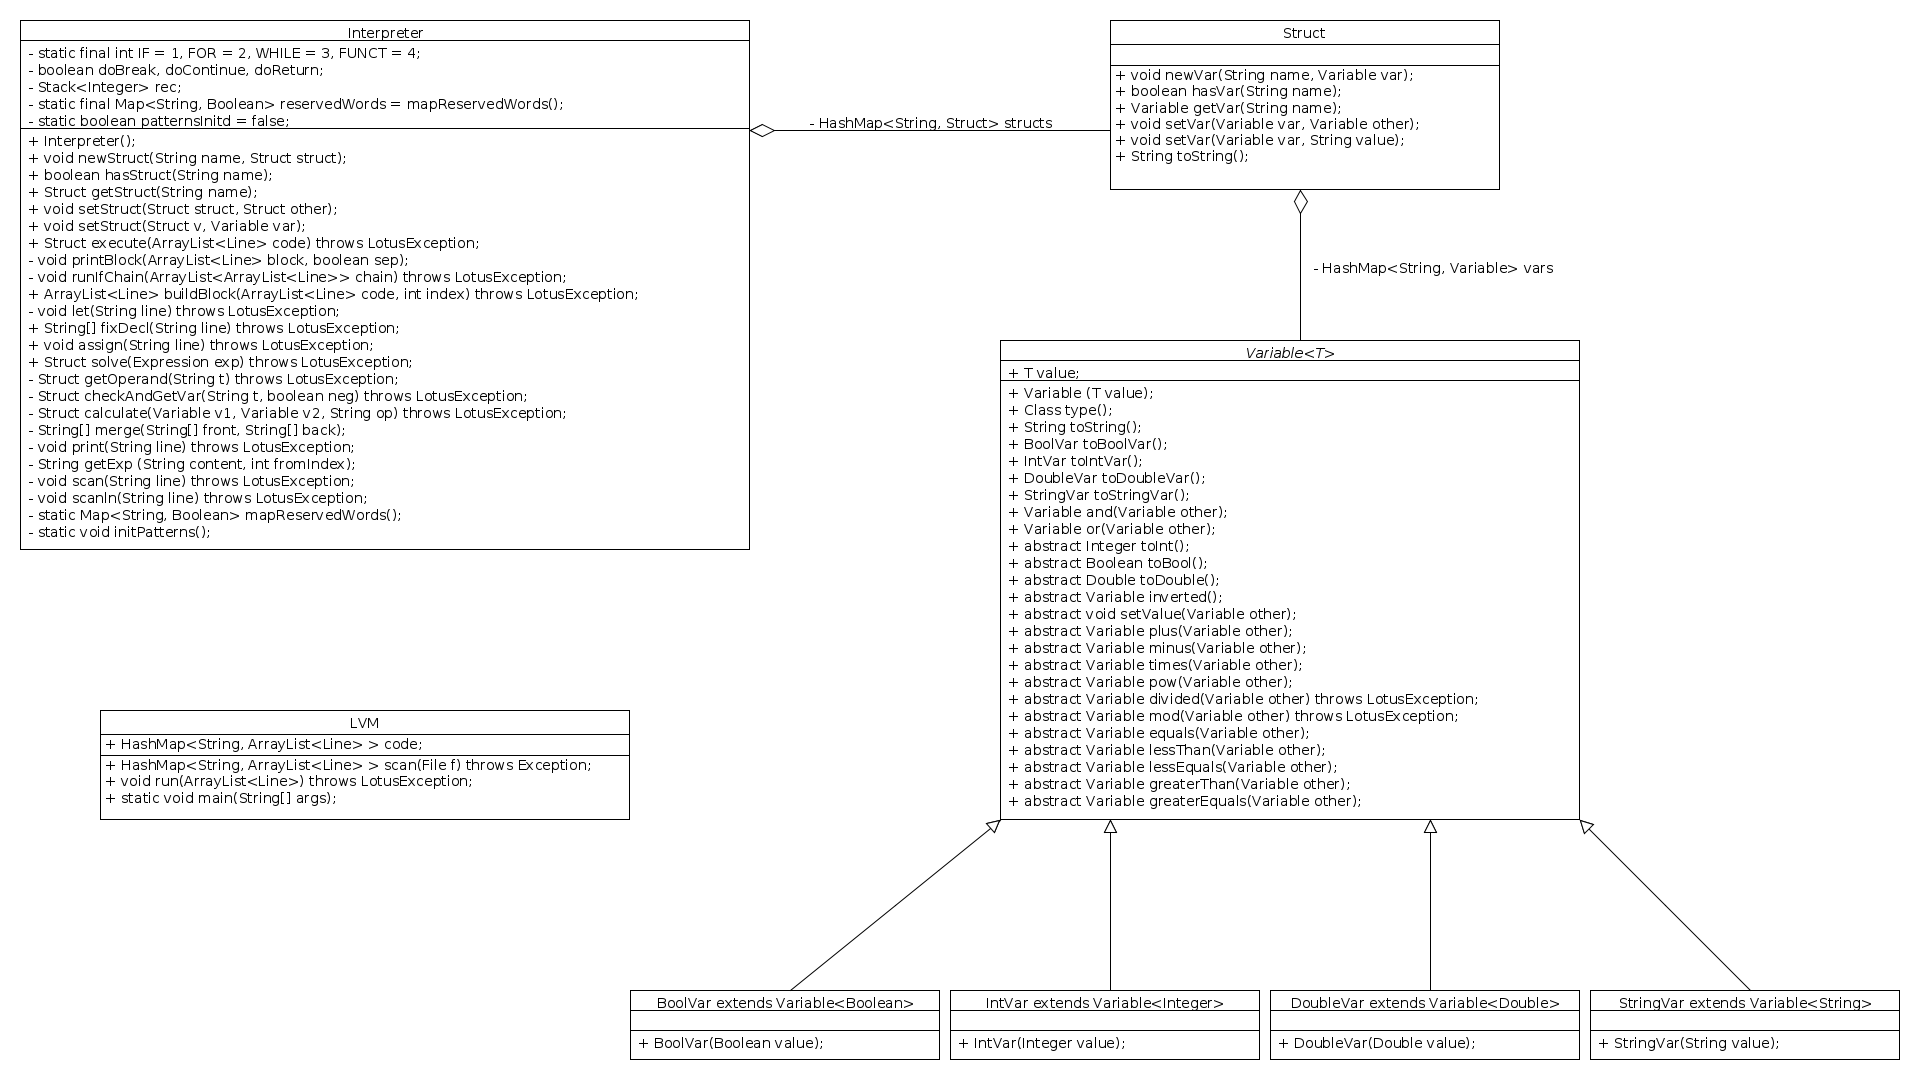 Interpreter
- static final int IF = 1, FOR = 2, WHILE = 3, FUNCT = 4;
- boolean doBreak, doContinue, doReturn;
- Stack<Integer> rec;
- static final Map<String, Boolean> reservedWords = mapReservedWords();
- static boolean patternsInitd = false;
+ Interpreter();
+ void newStruct(String name, Struct struct);
+ boolean hasStruct(String name);
+ Struct getStruct(String name);
+ void setStruct(Struct struct, Struct other);
+ void setStruct(Struct v, Variable var);
+ Struct execute(ArrayList<Line> code) throws LotusException;
- void printBlock(ArrayList<Line> block, boolean sep);
- void runIfChain(ArrayList<ArrayList<Line>> chain) throws LotusException;
+ ArrayList<Line> buildBlock(ArrayList<Line> code, int index) throws LotusException;
- void let(String line) throws LotusException;
+ String[] fixDecl(String line) throws LotusException;
+ void assign(String line) throws LotusException;
+ Struct solve(Expression exp) throws LotusException;
- Struct getOperand(String t) throws LotusException;
- Struct checkAndGetVar(String t, boolean neg) throws LotusException;
- Struct calculate(Variable v1, Variable v2, String op) throws LotusException;
- String[] merge(String[] front, String[] back);
- void print(String line) throws LotusException;
- String getExp (String content, int fromIndex);
- void scan(String line) throws LotusException;
- void scanln(String line) throws LotusException;
- static Map<String, Boolean> mapReservedWords();
- static void initPatterns();
- HashMap<String, Struct> structs
Struct
+ void newVar(String name, Variable var);
+ boolean hasVar(String name);
+ Variable getVar(String name);
+ void setVar(Variable var, Variable other);
+ void setVar(Variable var, String value);
+ String toString();
- HashMap<String, Variable> vars
Variable<T>
+ T value;
+ Variable (T value);
+ Class type();
+ String toString();
+ BoolVar toBoolVar();
+ IntVar toIntVar();
+ DoubleVar toDoubleVar();
+ StringVar toStringVar();
+ Variable and(Variable other);
+ Variable or(Variable other);
+ abstract Integer toInt();
+ abstract Boolean toBool();
+ abstract Double toDouble();
+ abstract Variable inverted();
+ abstract void setValue(Variable other);
+ abstract Variable plus(Variable other);
+ abstract Variable minus(Variable other);
+ abstract Variable times(Variable other);
+ abstract Variable pow(Variable other);
+ abstract Variable divided(Variable other) throws LotusException;
+ abstract Variable mod(Variable other) throws LotusException;
+ abstract Variable equals(Variable other);
+ abstract Variable lessThan(Variable other);
+ abstract Variable lessEquals(Variable other);
+ abstract Variable greaterThan(Variable other);
+ abstract Variable greaterEquals(Variable other);
LVM
+ HashMap<String, ArrayList<Line> > code;
+ HashMap<String, ArrayList<Line> > scan(File f) throws Exception;
+ void run(ArrayList<Line>) throws LotusException;
+ static void main(String[] args);
BoolVar extends Variable<Boolean>
+ BoolVar(Boolean value);
IntVar extends Variable<Integer>
+ IntVar(Integer value);
DoubleVar extends Variable<Double>
+ DoubleVar(Double value);
StringVar extends Variable<String>
+ StringVar(String value);